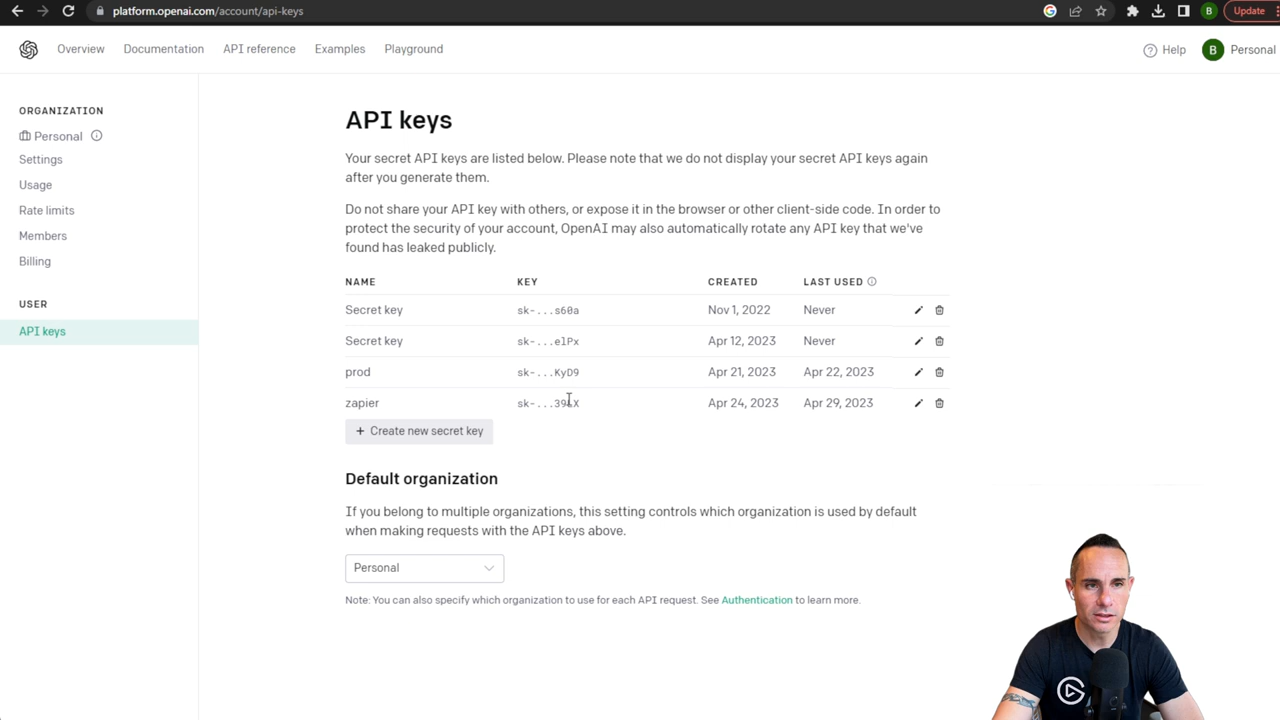 platform.openai.com/account/api-keys
B
Update
Overview
Documentation
API reference
Examples
Playground
Help
B
Personal
ORGANIZATION
Personal
Settings
Usage
Rate limits
Members
Billing
USER
API keys
API keys
Your secret API keys are listed below. Please note that we do not display your secret API keys again
after you generate them.
Do not share your API key with others, or expose it in the browser or other client-side code. In order to
protect the security of your account, OpenAI may also automatically rotate any API key that we've
found has leaked publicly.
NAME KEY CREATED LAST USED
Secret key sk-...s60a Nov 1, 2022 Never
Secret key sk-...elPx Apr 12, 2023 Never
prod sk-...KyD9 Apr 21, 2023 Apr 22, 2023
zapier Apr 24, 2023 Apr 29, 2023
+ Create new secret key
Default organization
If you belong to multiple organizations, this setting controls which organization is used by default
when making requests with the API keys above.
Personal
Note: You can also specify which organization to use for each API request. See Authentication to learn more.